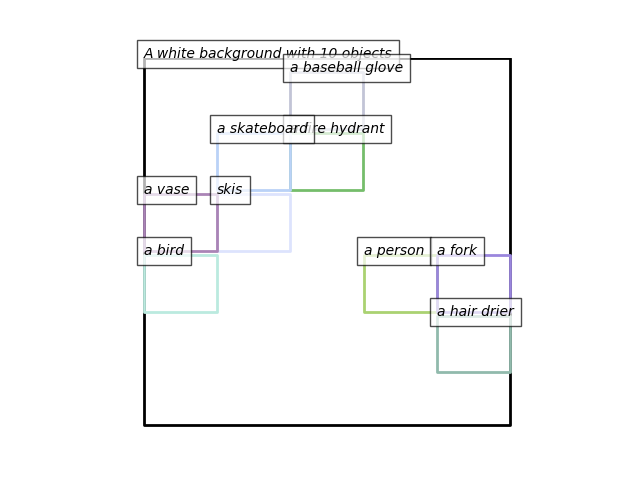 A white background with 10 objects
a baseball glove
a skateboard
fire hydrant
a vase
skis
a bird
a person
a fork
a hair drier